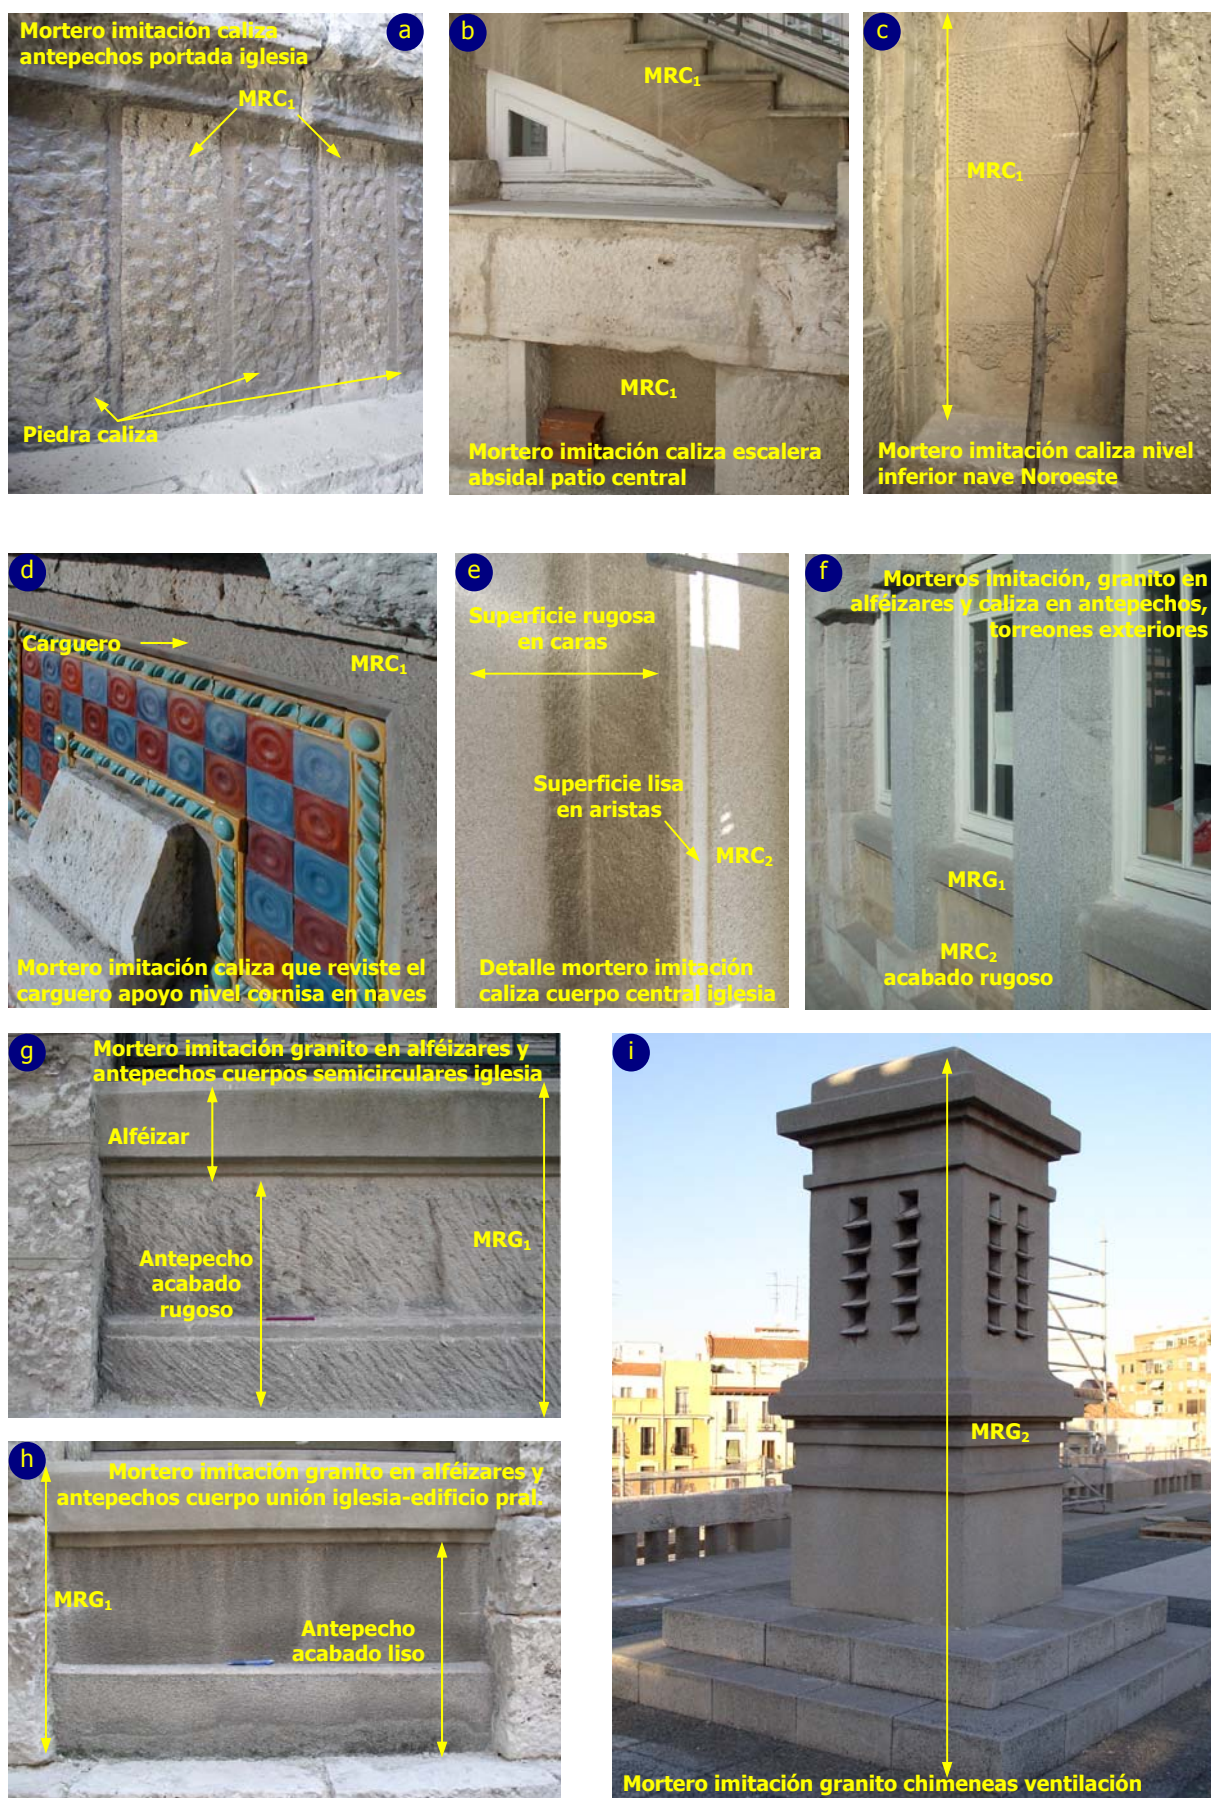 a
Mortero imitación caliza
antepechos portada iglesia
MRC₁
Piedra caliza
b
MRC₁
MRC₁
Mortero imitación caliza escalera
absidal patio central
c
MRC₁
Mortero imitación caliza nivel
inferior nave Noroeste
d
Carguero
MRC₁
Mortero imitación caliza que reviste el
carguero apoyo nivel cornisa en naves
e
Superficie rugosa
en caras
Superficie lisa
en aristas
MRC₂
Detalle mortero imitación
caliza cuerpo central iglesia
f
Morteros imitación, granito en
alféizares y caliza en antepechos,
torreones exteriores
MRG₁
MRC₂
acabado rugoso
g
Mortero imitación granito en alféizares y
antepechos cuerpos semicirculares iglesia
Alféizar
MRG₁
Antepecho
acabado
rugoso
h
Mortero imitación granito en alféizares y
antepechos cuerpo unión iglesia-edificio pral.
MRG₁
Antepecho
acabado liso
i
MRG₂
Mortero imitación granito chimeneas ventilación